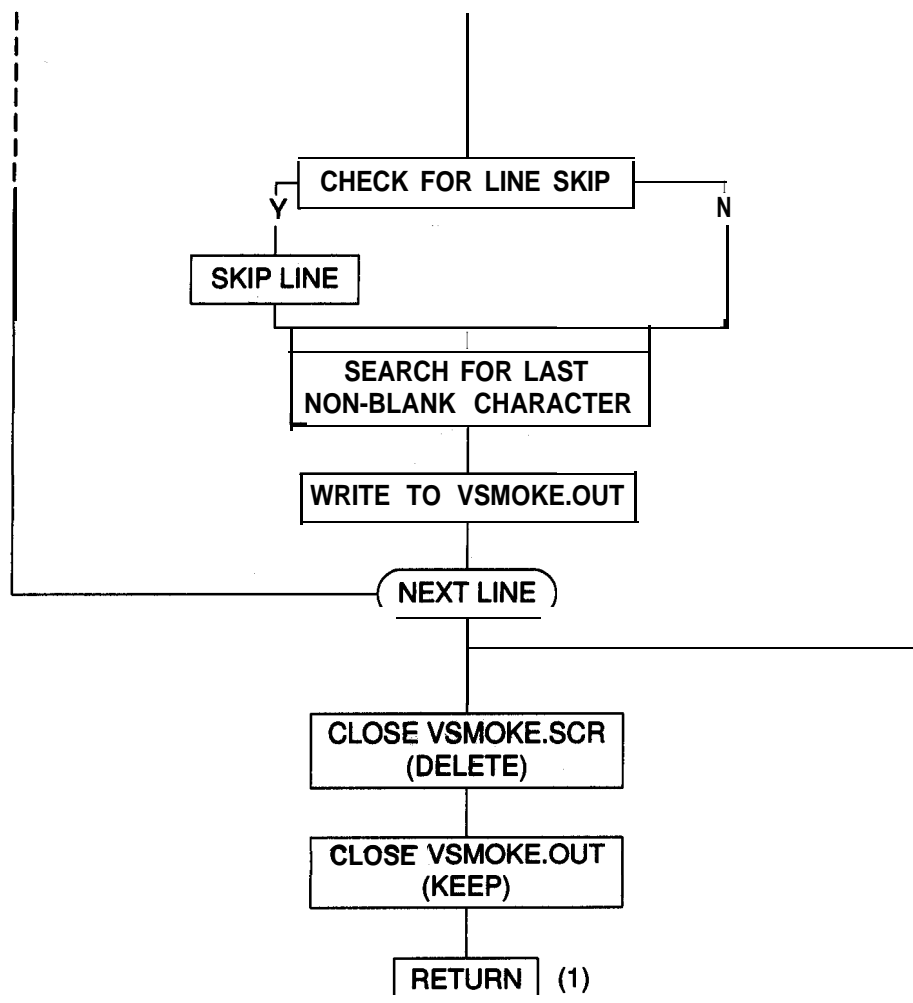 CHECK FOR LINE SKIP
Y
N
SKIP LINE
SEARCH FOR LAST
NON-BLANK CHARACTER
WRITE TO VSMOKE.OUT
NEXT LINE
CLOSE VSMOKE.SCR
(DELETE)
CLOSE VSMOKE.OUT
(KEEP)
RETURN (1)